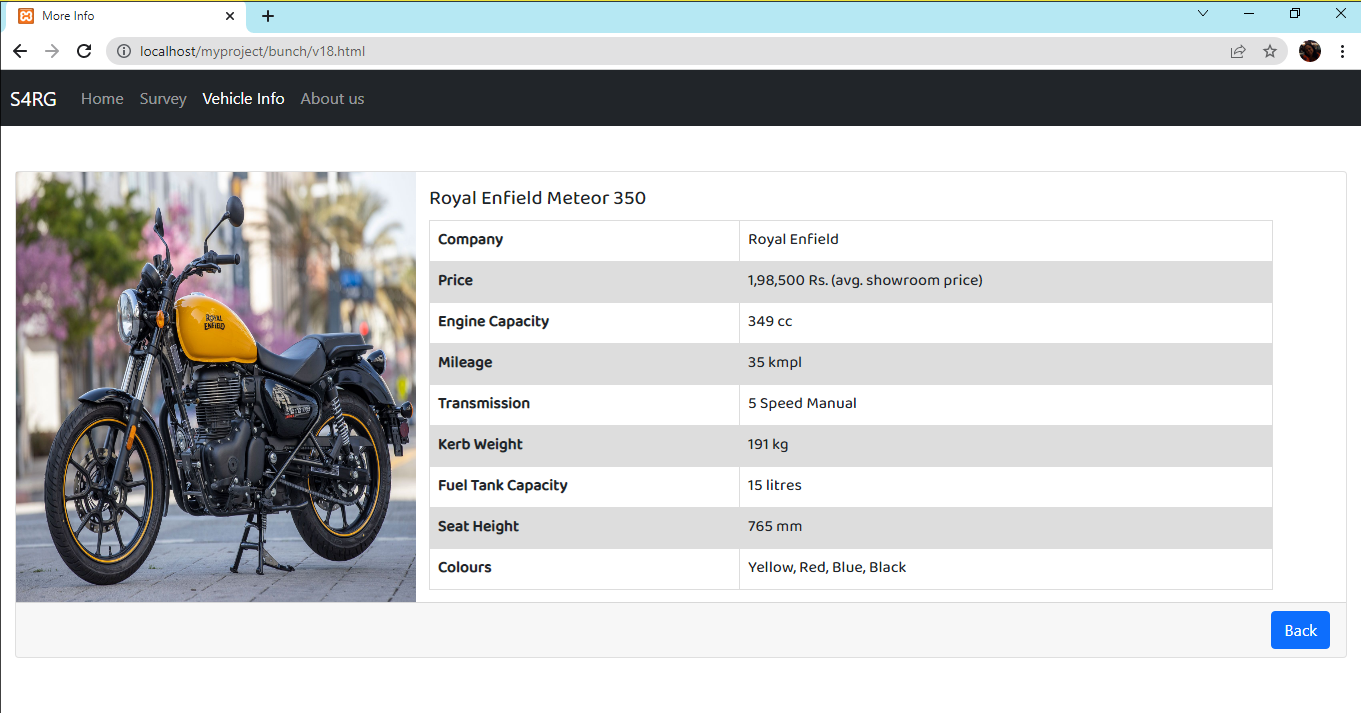 More Info
localhost/myproject/bunch/v18.html
S4RG Home Survey Vehicle Info About us
Royal Enfield Meteor 350
ROYAL
ENFIELD
Company Royal Enfield
Price 1,98,500 Rs. (avg. showroom price)
Engine Capacity 349 cc
Mileage 35 kmpl
Transmission 5 Speed Manual
Kerb Weight 191 kg
Fuel Tank Capacity 15 litres
Seat Height 765 mm
Colours Yellow, Red, Blue, Black
Back